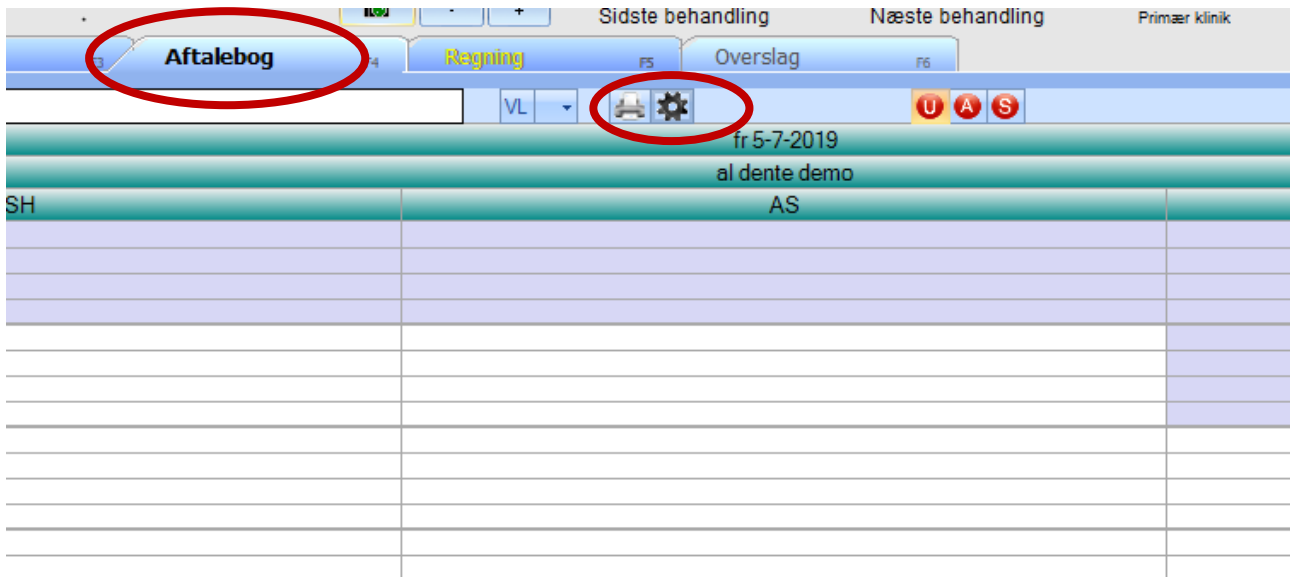 - + Sidste behandling Næste behandling Primær klinik
F3 Aftalebog F4 Regning F5 Overslag F6
VL U A S
fr 5-7-2019
al dente demo
SH AS